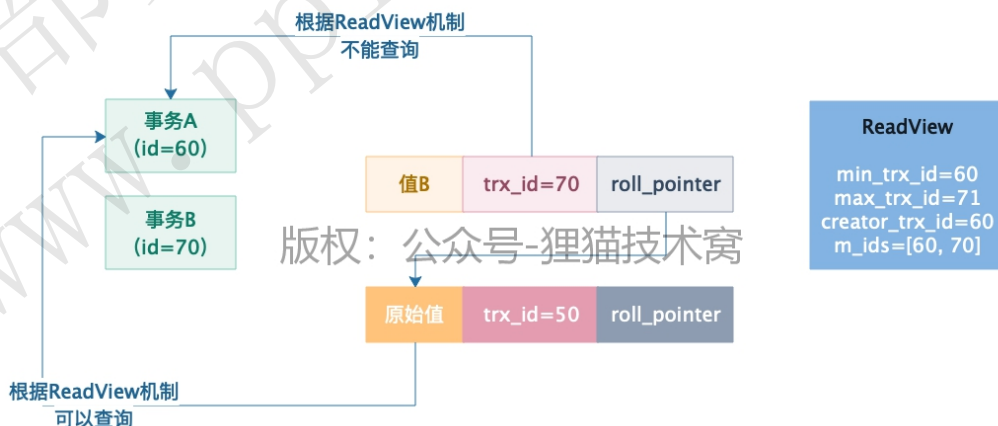 根据ReadView机制
不能查询
事务A
(id=60)
ReadView
值B
trx_id=70
roll_pointer
min_trx_id=60
max_trx_id=71
creator_trx_id=60
m_ids=[60, 70]
事务B
(id=70)
版权：公众号-狸猫技术窝
原始值
trx_id=50
roll_pointer
根据ReadView机制
可以查询
部
www.pp